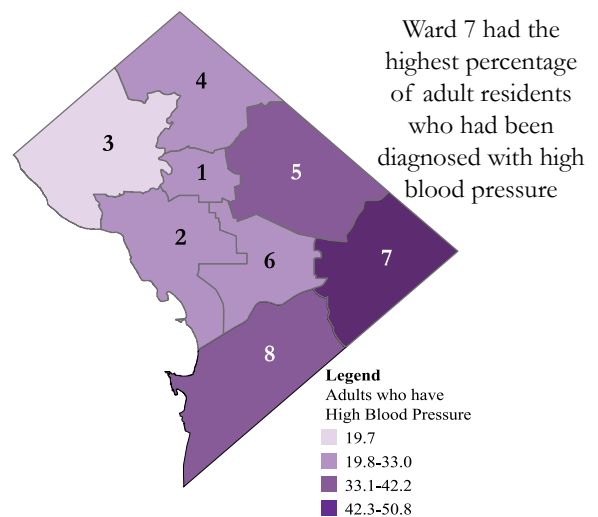 Ward 7 had the
highest percentage
of adult residents
who had been
diagnosed with high
blood pressure
4
3
1
5
2
6
7
8
Legend
Adults who have
High Blood Pressure
19.7
19.8-33.0
33.1-42.2
42.3-50.8